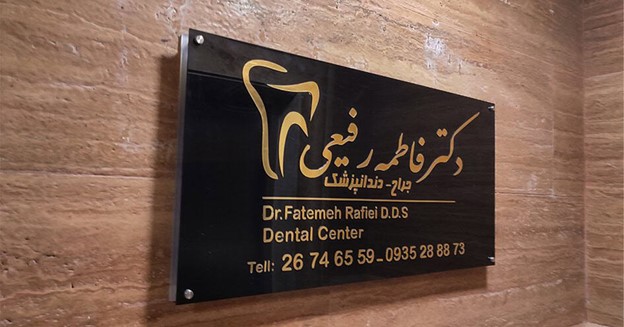 دکتر فاطمه رفیعی
جراح - دندانپزشک
Dr.Fatemeh Rafiei D.D.S
Dental Center
Tell: 26 74 65 59 - 0935 28 88 73